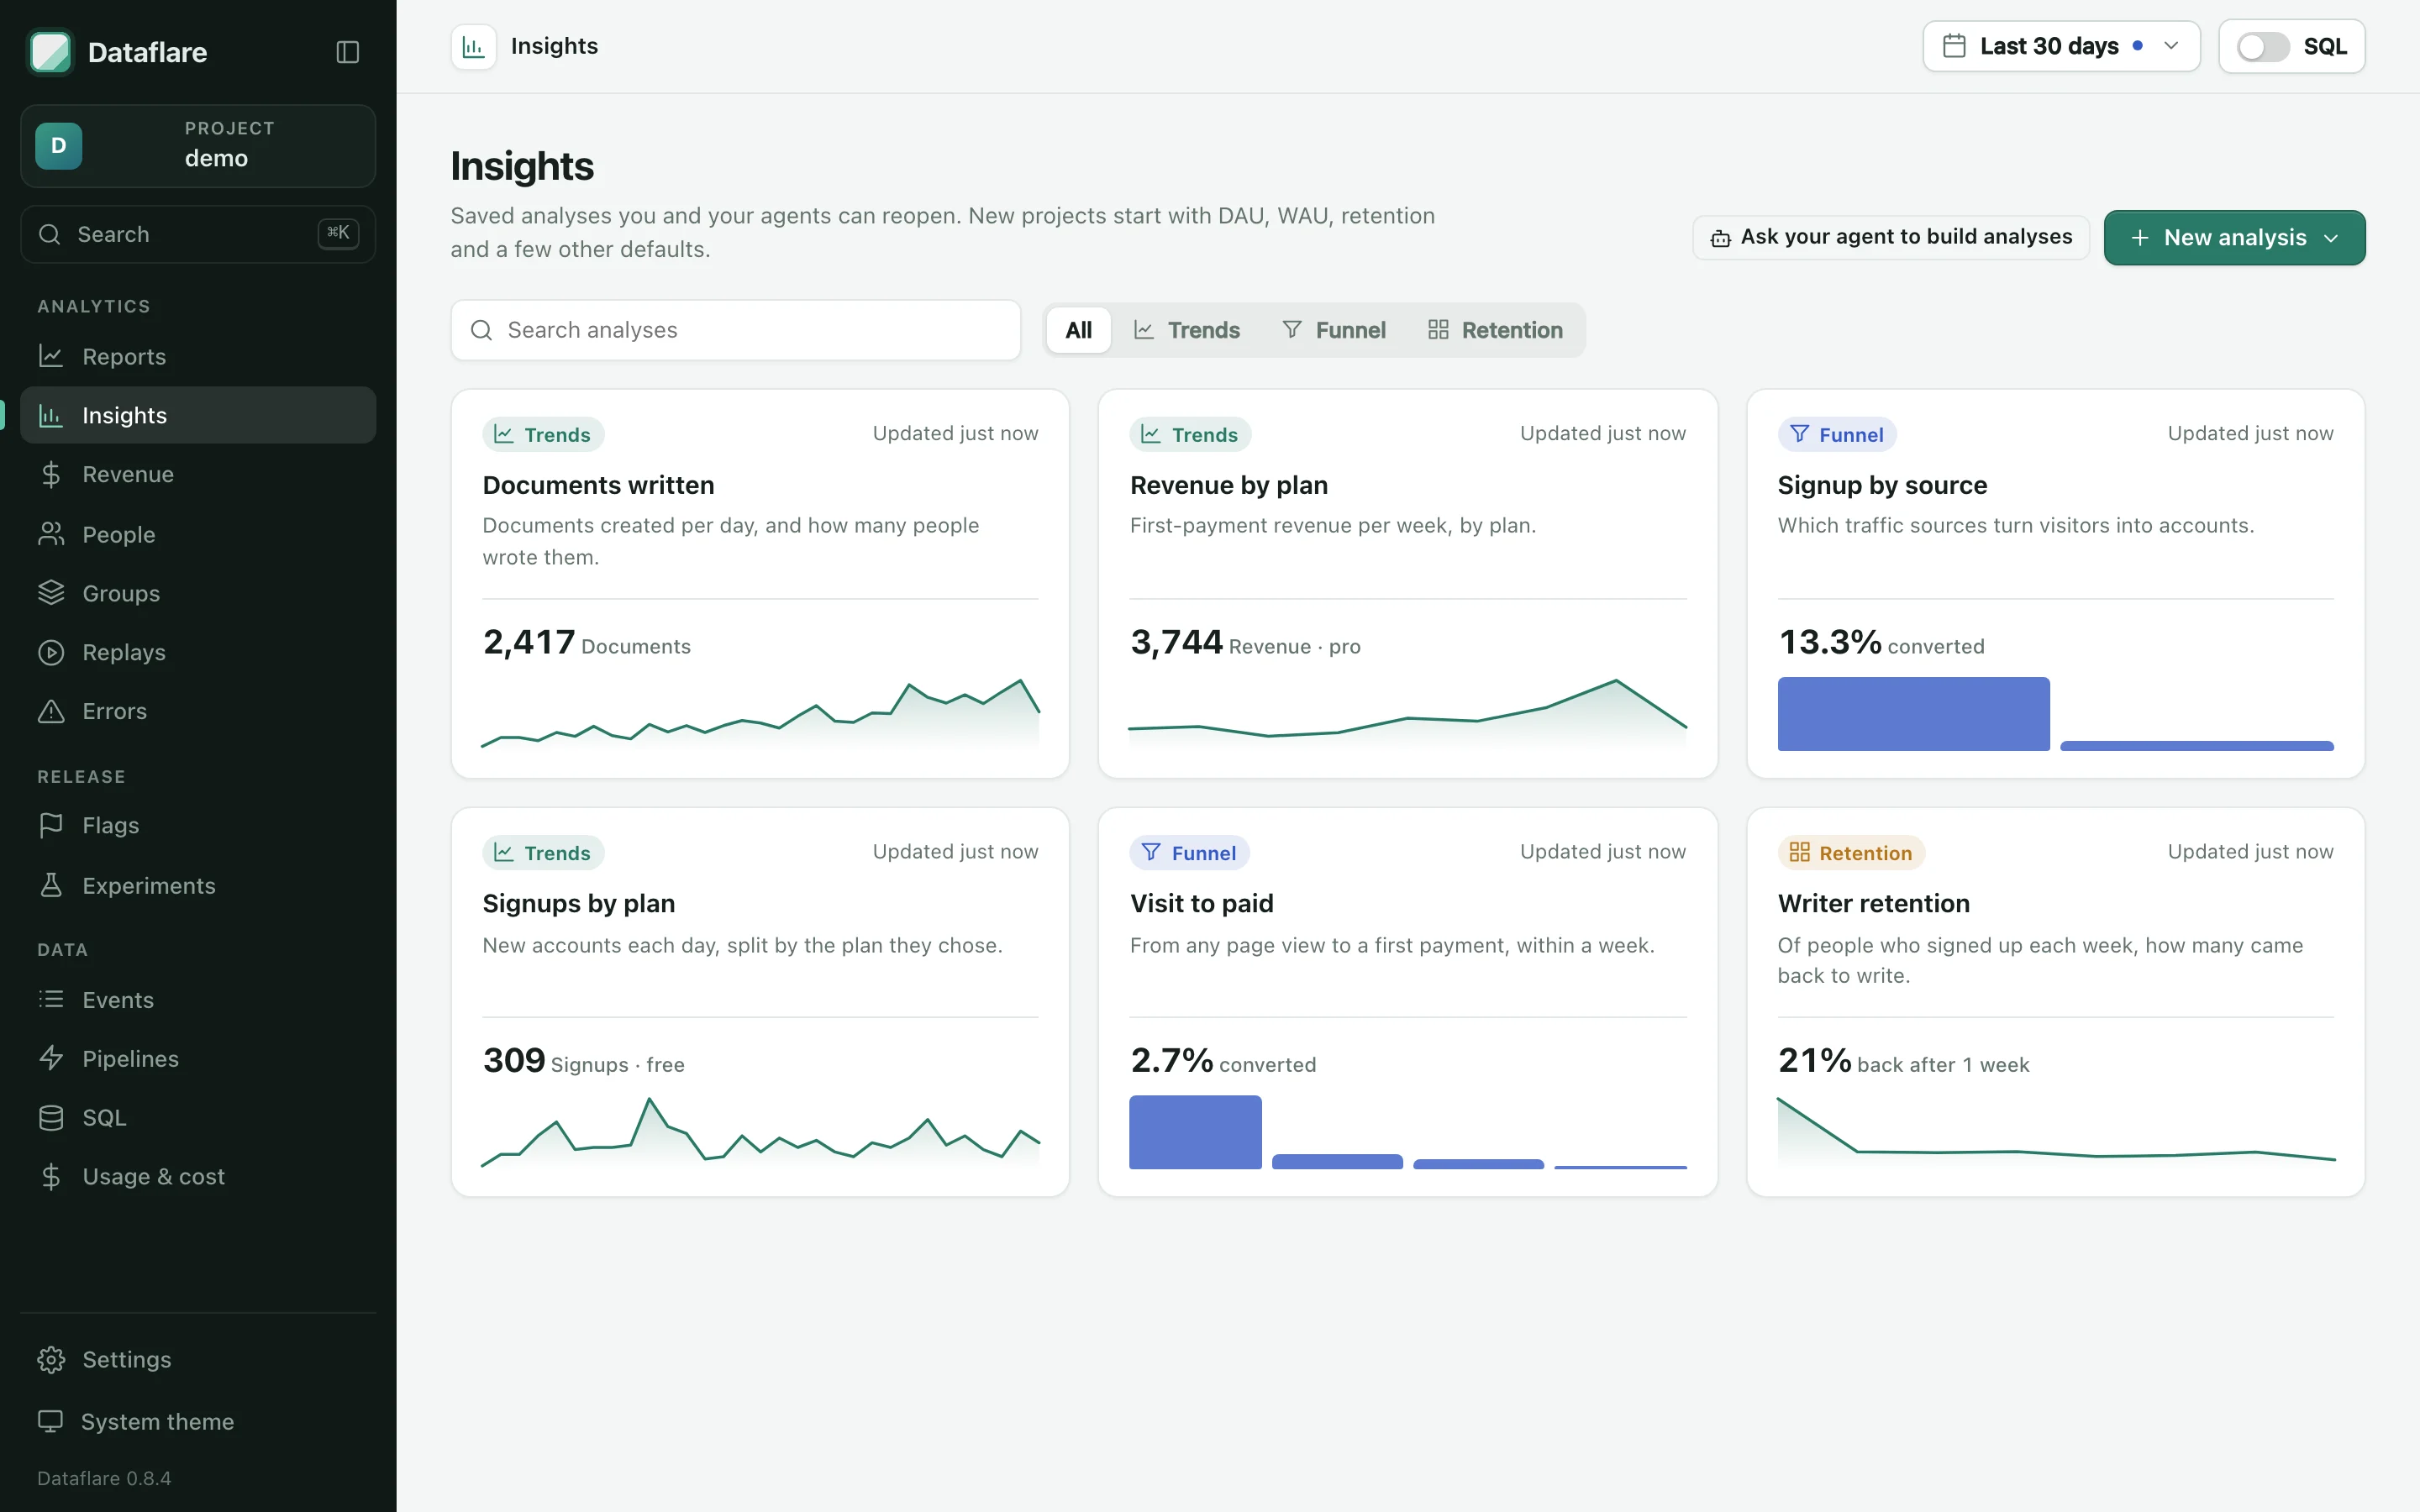 Dataflare
D
PROJECT
demo
Search
⌘K
ANALYTICS
Reports
Insights
Revenue
People
Groups
Replays
Errors
RELEASE
Flags
Experiments
DATA
Events
Pipelines
SQL
Usage & cost
Settings
System theme
Dataflare 0.8.4
Insights
Last 30 days
SQL
Insights
Saved analyses you and your agents can reopen. New projects start with DAU, WAU, retention
and a few other defaults.
Ask your agent to build analyses
New analysis
Search analyses
All
Trends
Funnel
Retention
Trends
Updated just now
Documents written
Documents created per day, and how many people
wrote them.
2,417 Documents
Trends
Updated just now
Revenue by plan
First-payment revenue per week, by plan.
3,744 Revenue · pro
Funnel
Updated just now
Signup by source
Which traffic sources turn visitors into accounts.
13.3% converted
Trends
Updated just now
Signups by plan
New accounts each day, split by the plan they chose.
309 Signups · free
Funnel
Updated just now
Visit to paid
From any page view to a first payment, within a week.
2.7% converted
Retention
Updated just now
Writer retention
Of people who signed up each week, how many came
back to write.
21% back after 1 week